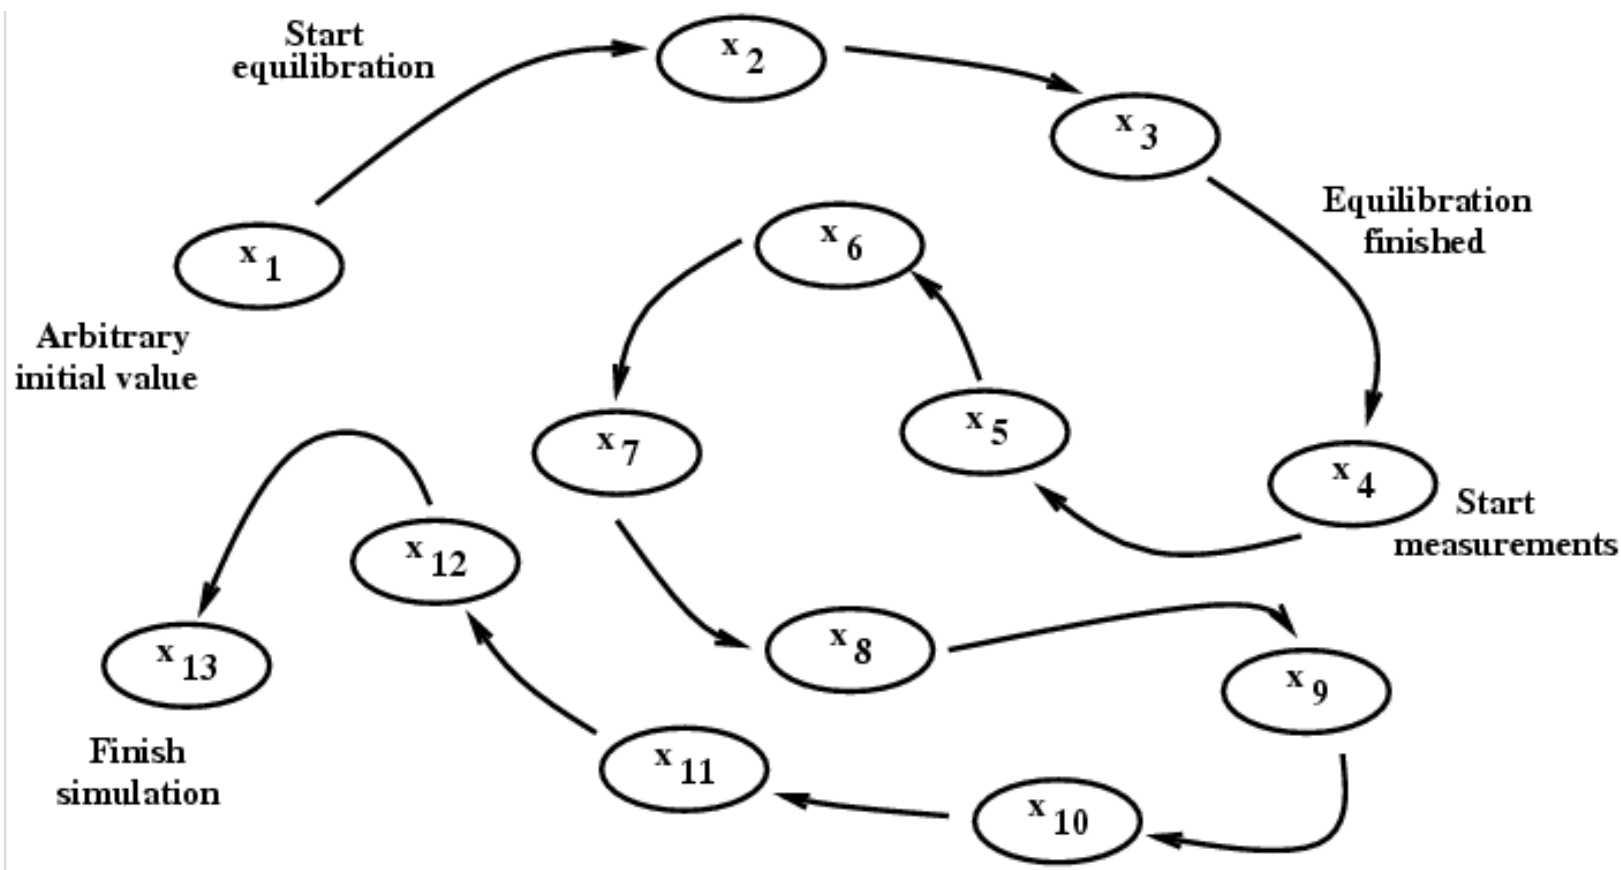 Start
equilibration
x 2
x 3
Equilibration
finished
x 1
x 6
Arbitrary
initial value
x 5
x 7
x 4
Start
measurements
x 12
x 13
x 8
x 9
Finish
simulation
x 11
x 10